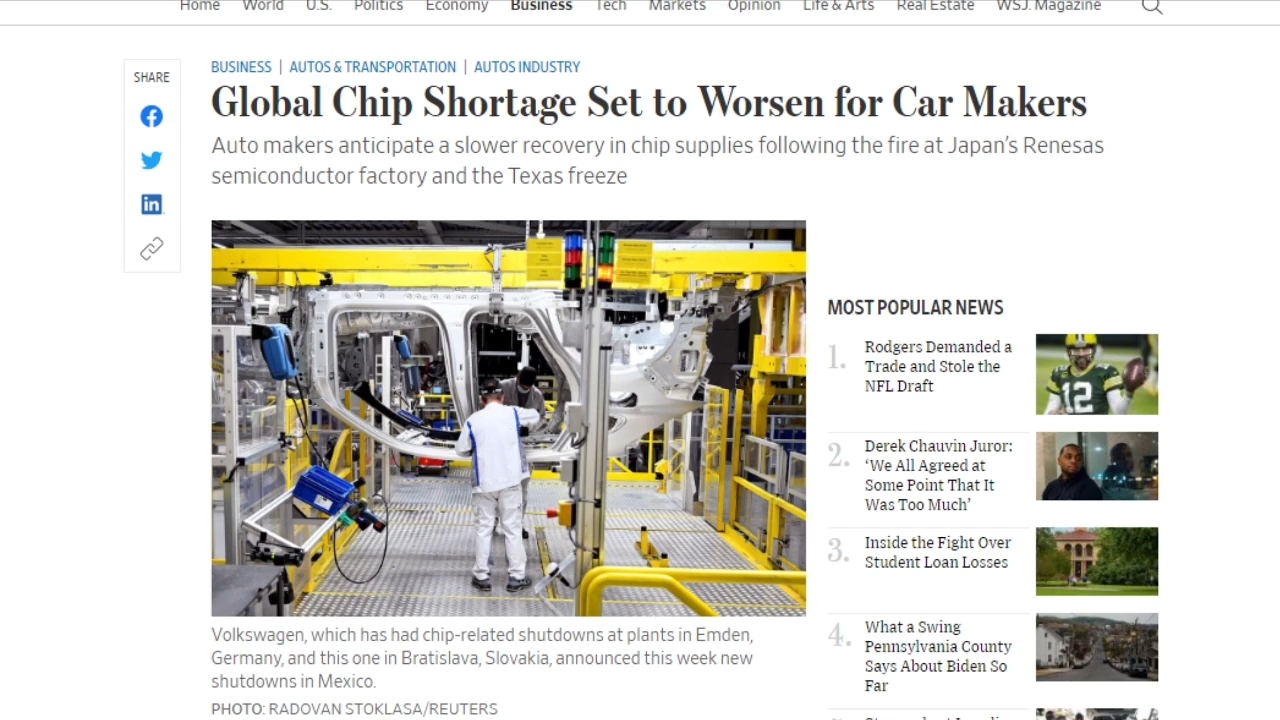 Home World U.S. Politics Economy Business Tech Markets Opinion Life & Arts Real Estate WSJ. Magazine
SHARE
BUSINESS | AUTOS & TRANSPORTATION | AUTOS INDUSTRY
Global Chip Shortage Set to Worsen for Car Makers
Auto makers anticipate a slower recovery in chip supplies following the fire at Japan's Renesas
semiconductor factory and the Texas freeze
Volkswagen, which has had chip-related shutdowns at plants in Emden,
Germany, and this one in Bratislava, Slovakia, announced this week new
shutdowns in Mexico.
PHOTO: RADOVAN STOKLASA/REUTERS
MOST POPULAR NEWS
1.
Rodgers Demanded a
Trade and Stole the
NFL Draft
12
2.
Derek Chauvin Juror:
‘We All Agreed at
Some Point That It
Was Too Much’
3.
Inside the Fight Over
Student Loan Losses
4.
What a Swing
Pennsylvania County
Says About Biden So
Far